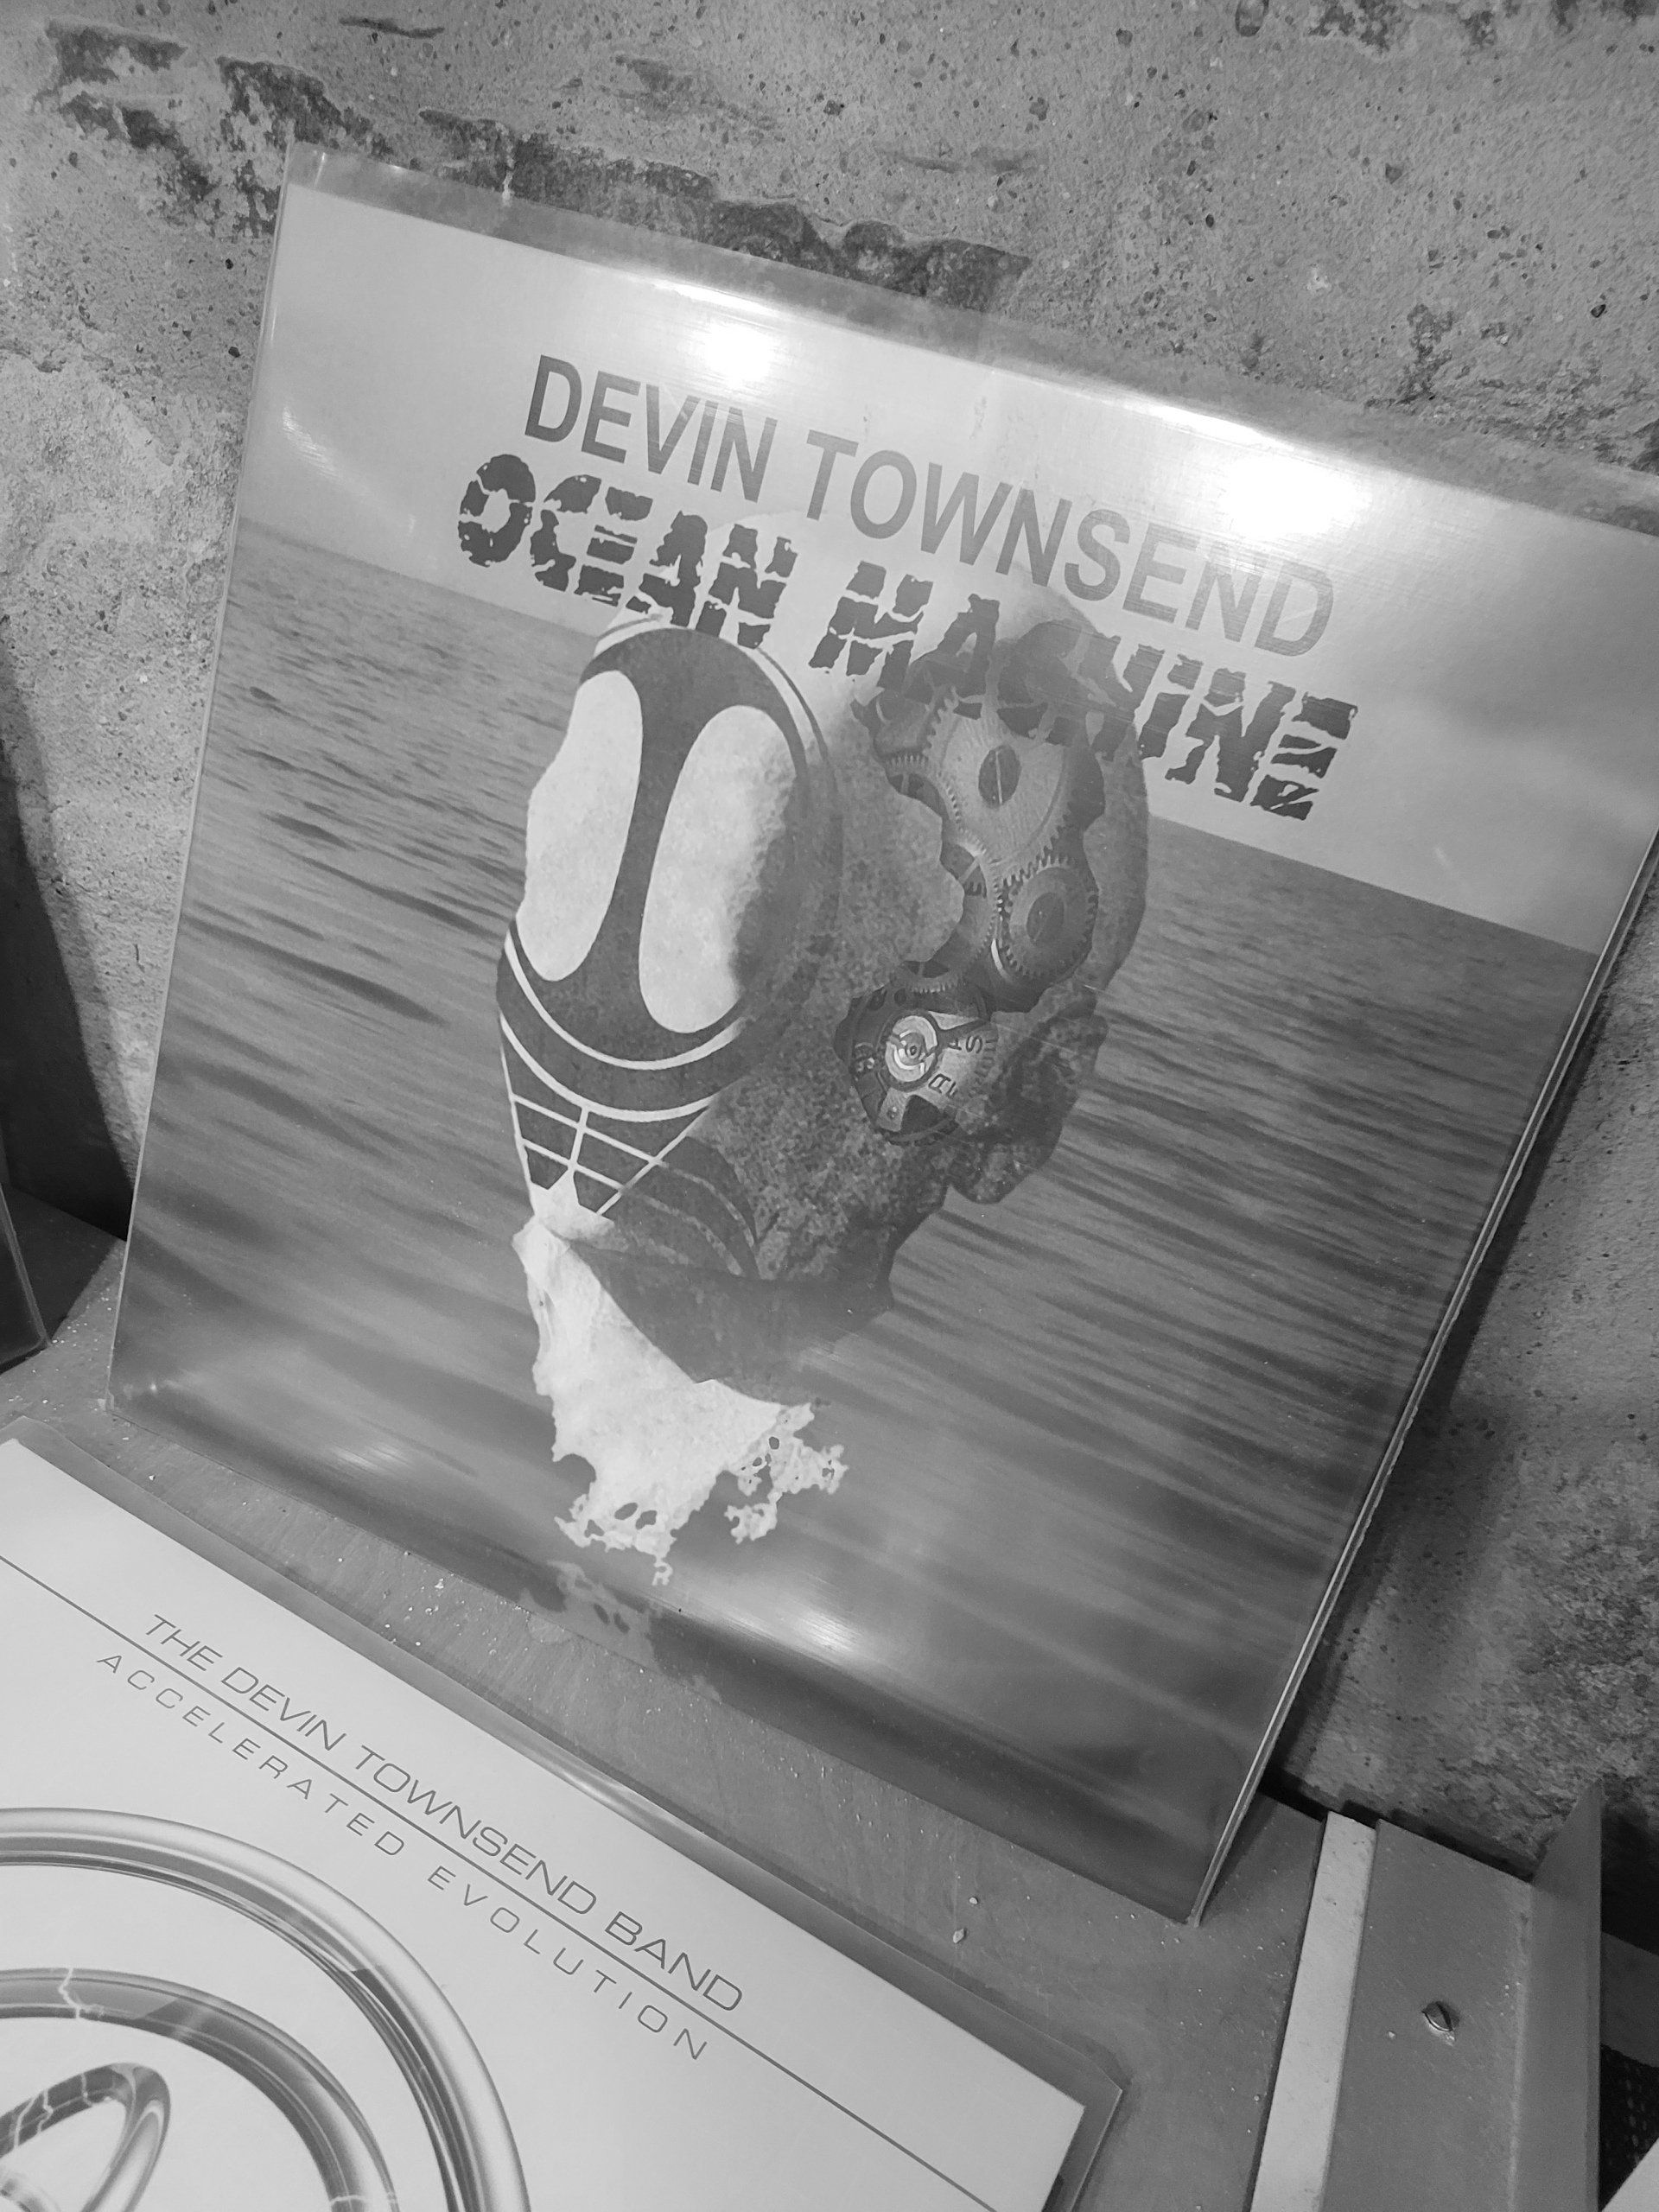 DEVIN TOWNSEND
OCEAN MACHINE
THE DEVIN TOWNSEND BAND
ACCELERATED EVOLUTION